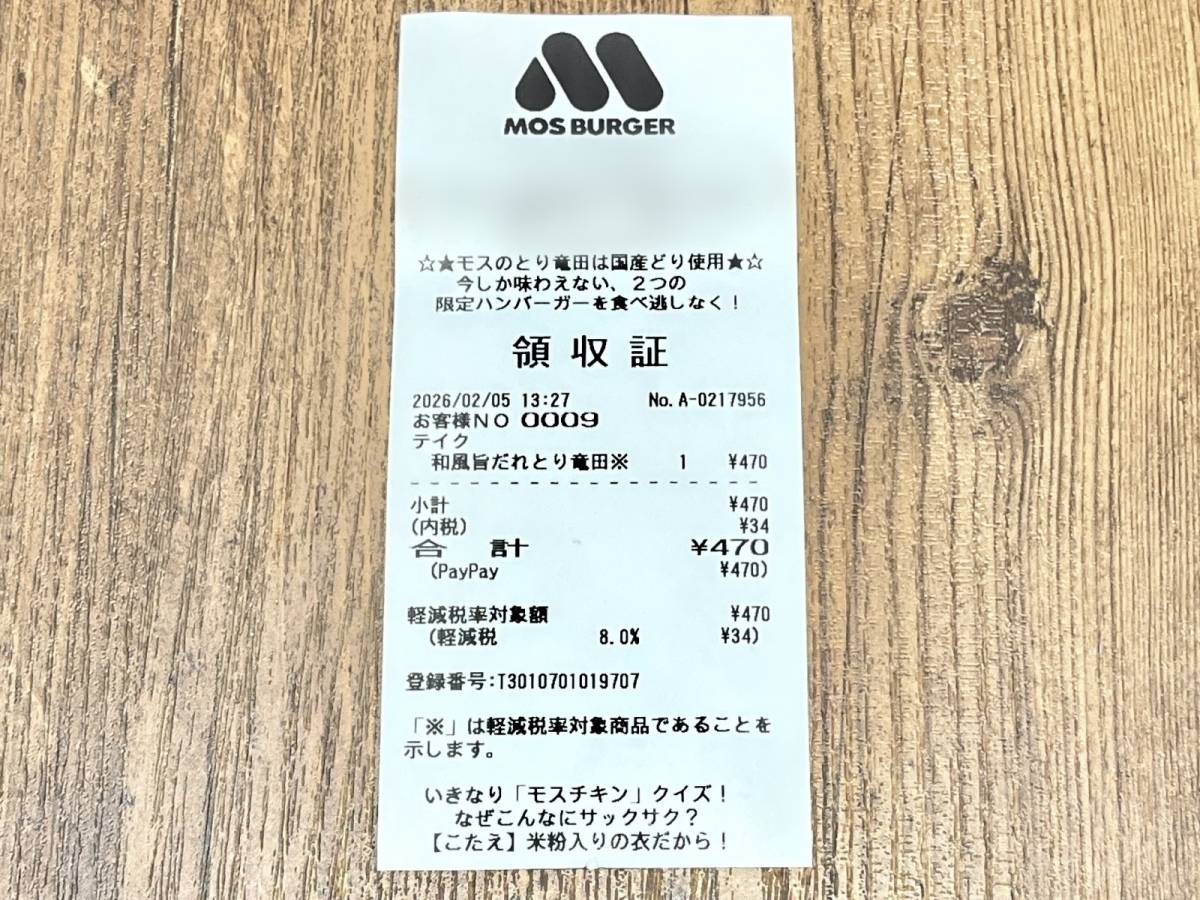 MOS BURGER
☆★モスのとり竜田は国産どり使用★☆
今しか味わえない、2つの
限定ハンバーガーを食べ逃しなく!
領収証
2026/02/05 13:27 No.A-0217956
お客様NO 0009
テイク
和風旨だれとり竜田※ 1 ¥470
小計 ¥470
(内税) ¥34
合計 ¥470
(PayPay ¥470)
軽減税率対象額 ¥470
(軽減税 8.0% ¥34)
登録番号:T3010701019707
「※」は軽減税率対象商品であることを
示します。
いきなり「モスチキン」クイズ!
なぜこんなにサックサク?
【こたえ】米粉入りの衣だから!